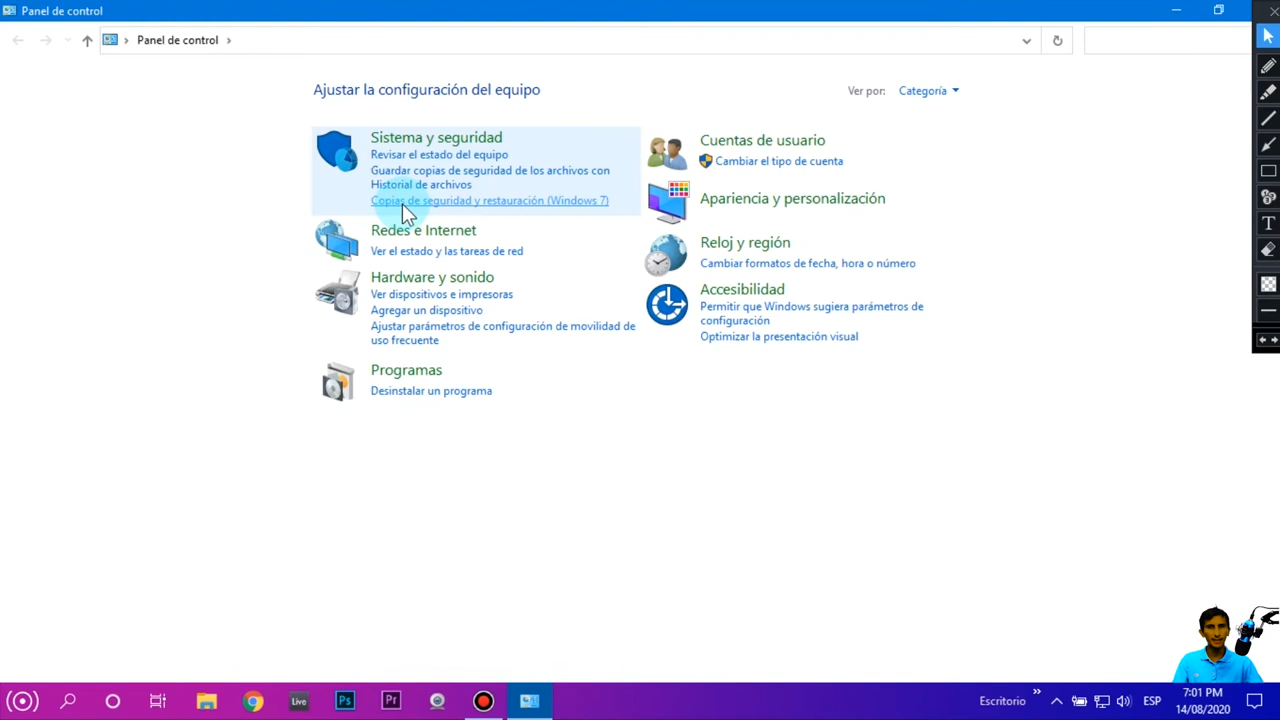 Panel de control
Panel de control
Ajustar la configuración del equipo
Ver por:
Categoría
Sistema y seguridad
Revisar el estado del equipo
Guardar copias de seguridad de los archivos con
Historial de archivos
Copias de seguridad y restauración (Windows 7)
Redes e Internet
Ver el estado y las tareas de red
Hardware y sonido
Ver dispositivos e impresoras
Agregar un dispositivo
Ajustar parámetros de configuración de movilidad de
uso frecuente
Programas
Desinstalar un programa
Cuentas de usuario
Cambiar el tipo de cuenta
Apariencia y personalización
Reloj y región
Cambiar formatos de fecha, hora o número
Accesibilidad
Permitir que Windows sugiera parámetros de
configuración
Optimizar la presentación visual
T
Live
Ps
Pr
Escritorio
ESP
7:01 PM
14/08/2020